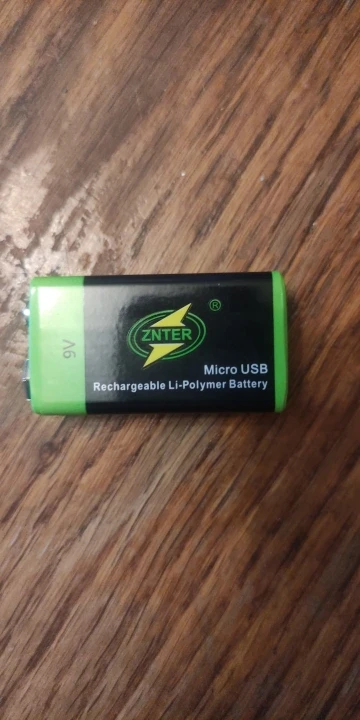 9V
ZNTER ®
Micro USB
Rechargeable Li-Polymer Battery